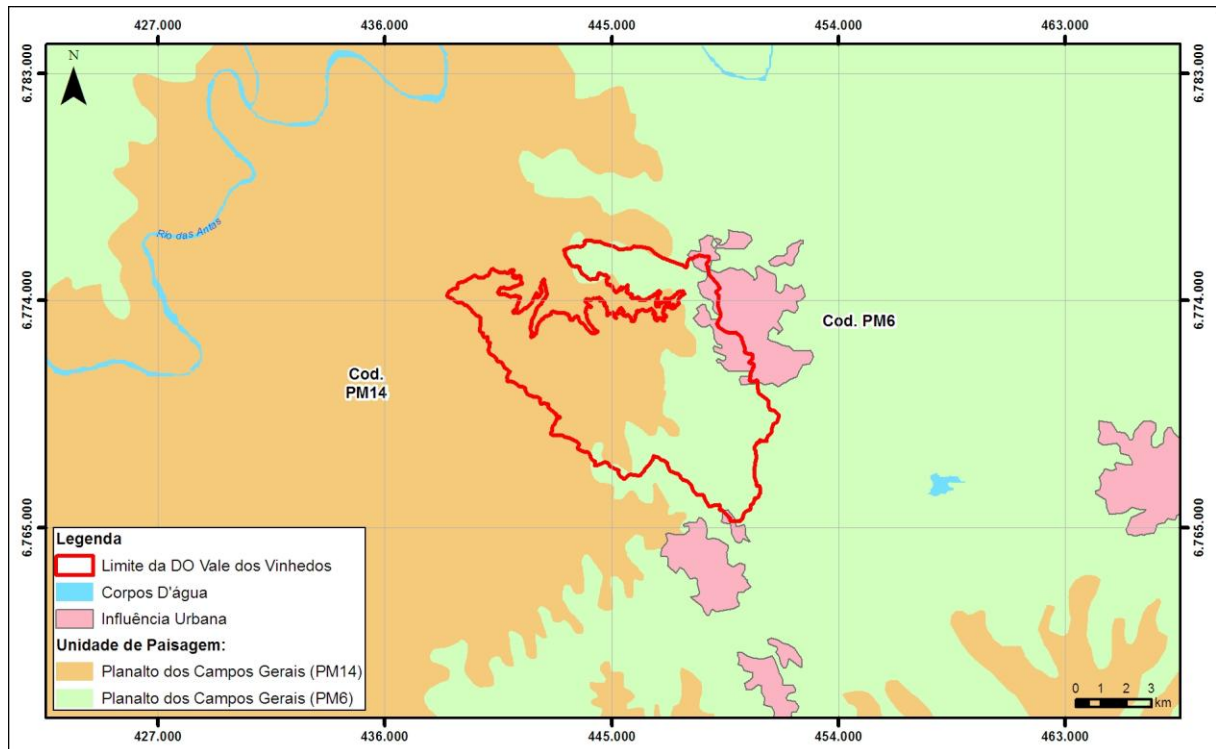 427.000 436.000 445.000 454.000 463.000
N
6.783.000 6.783.000
Rio das Antas
6.774.000 6.774.000
Cod. PM6
Cod.
PM14
6.765.000 6.765.000
Legenda
Limite da DO Vale dos Vinhedos
Corpos D'água
Influência Urbana
Unidade de Paisagem:
Planalto dos Campos Gerais (PM14)
Planalto dos Campos Gerais (PM6)
0 1 2 3
km
427.000 436.000 445.000 454.000 463.000